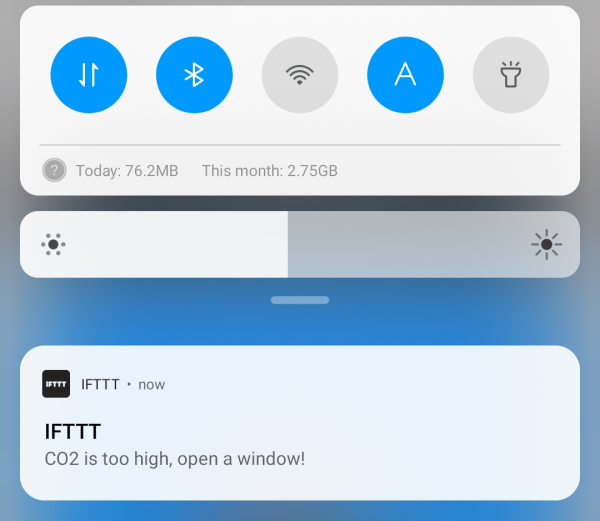 A
? Today: 76.2MB This month: 2.75GB
IFTTT IFTTT • now
IFTTT
CO2 is too high, open a window!